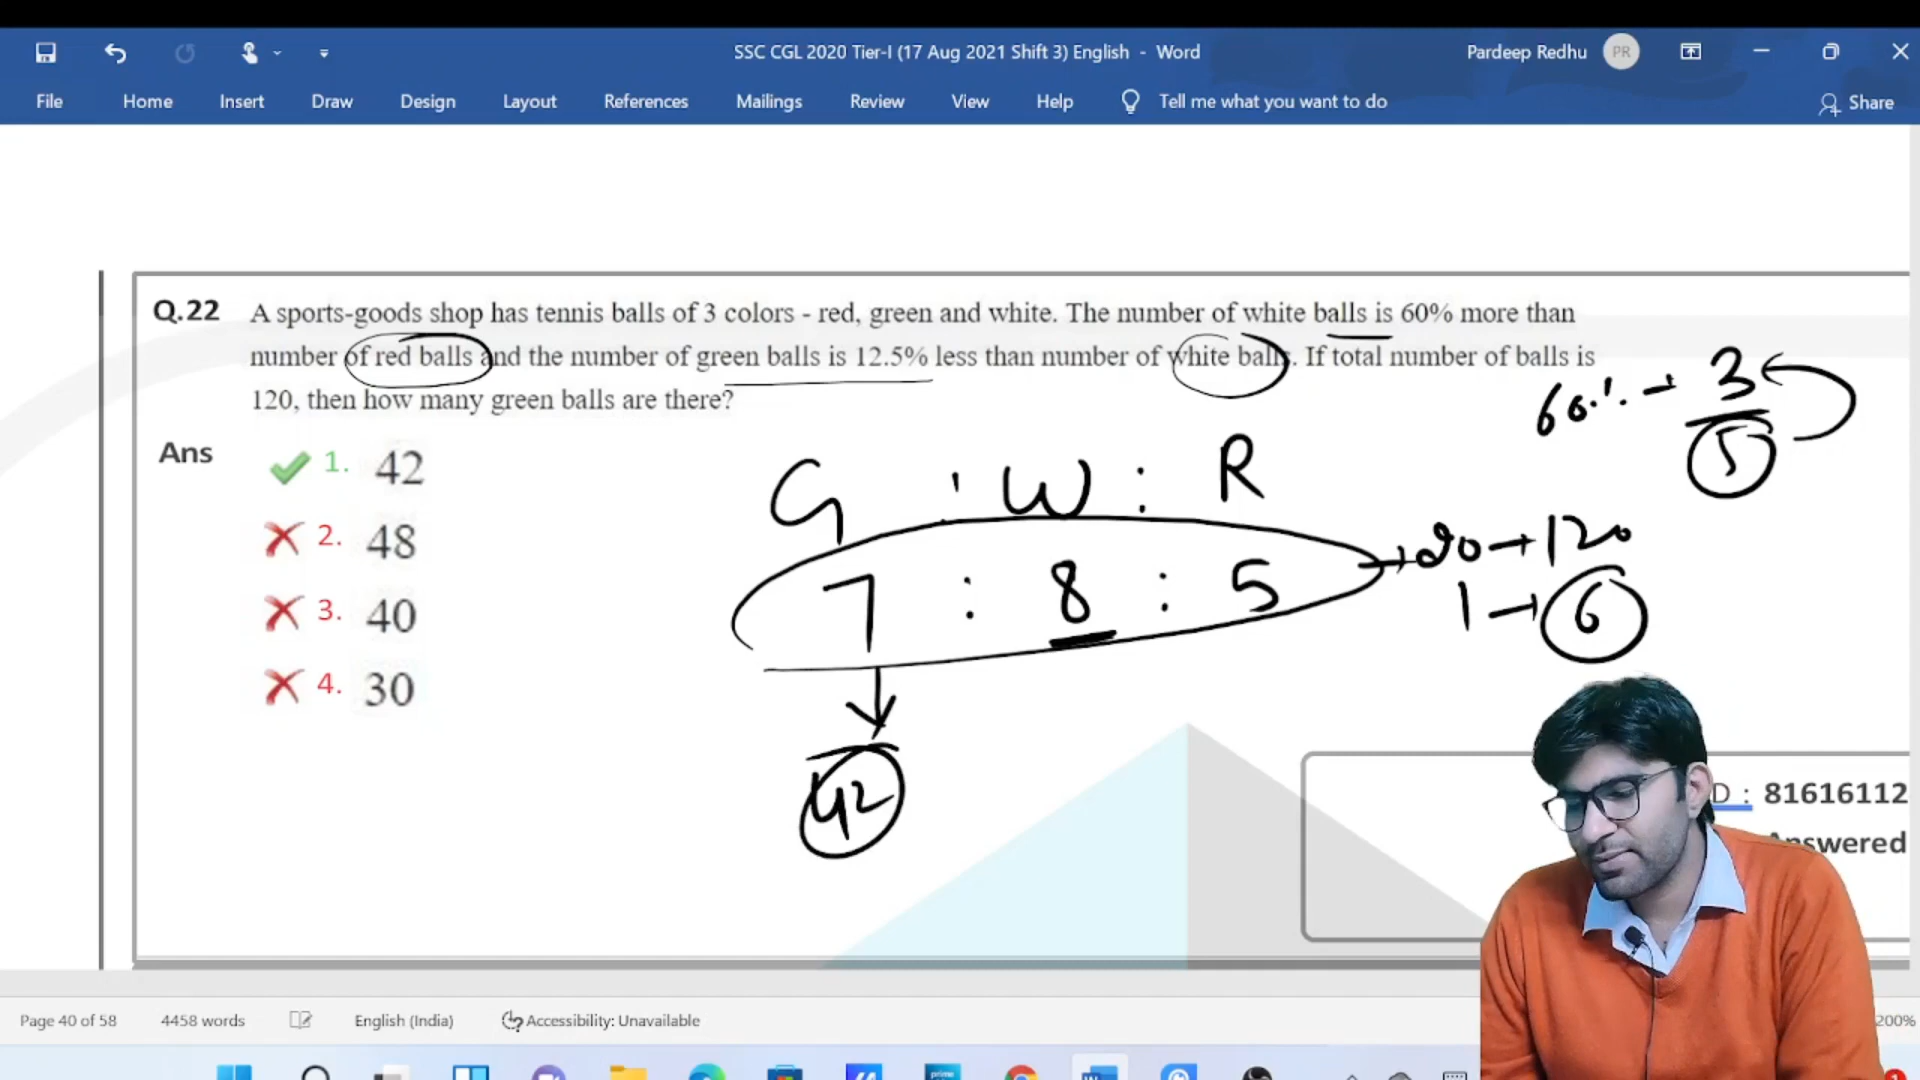 SSC CGL 2020 Tier-I (17 Aug 2021 Shift 3) English - Word
Pardeep Redhu PR
File Home Insert Draw Design Layout References Mailings Review View Help Tell me what you want to do Share
Q.22 A sports-goods shop has tennis balls of 3 colors - red, green and white. The number of white balls is 60% more than
number of red balls and the number of green balls is 12.5% less than number of white balls. If total number of balls is
120, then how many green balls are there?
60% → 3
5
Ans
1. 42
2. 48
3. 40
4. 30
G : W : R
7 : 8 : 5 → 20 → 120
1 → 6
42
D : 81616112
Answered
Page 40 of 58 4458 words English (India) Accessibility: Unavailable 200%
prime